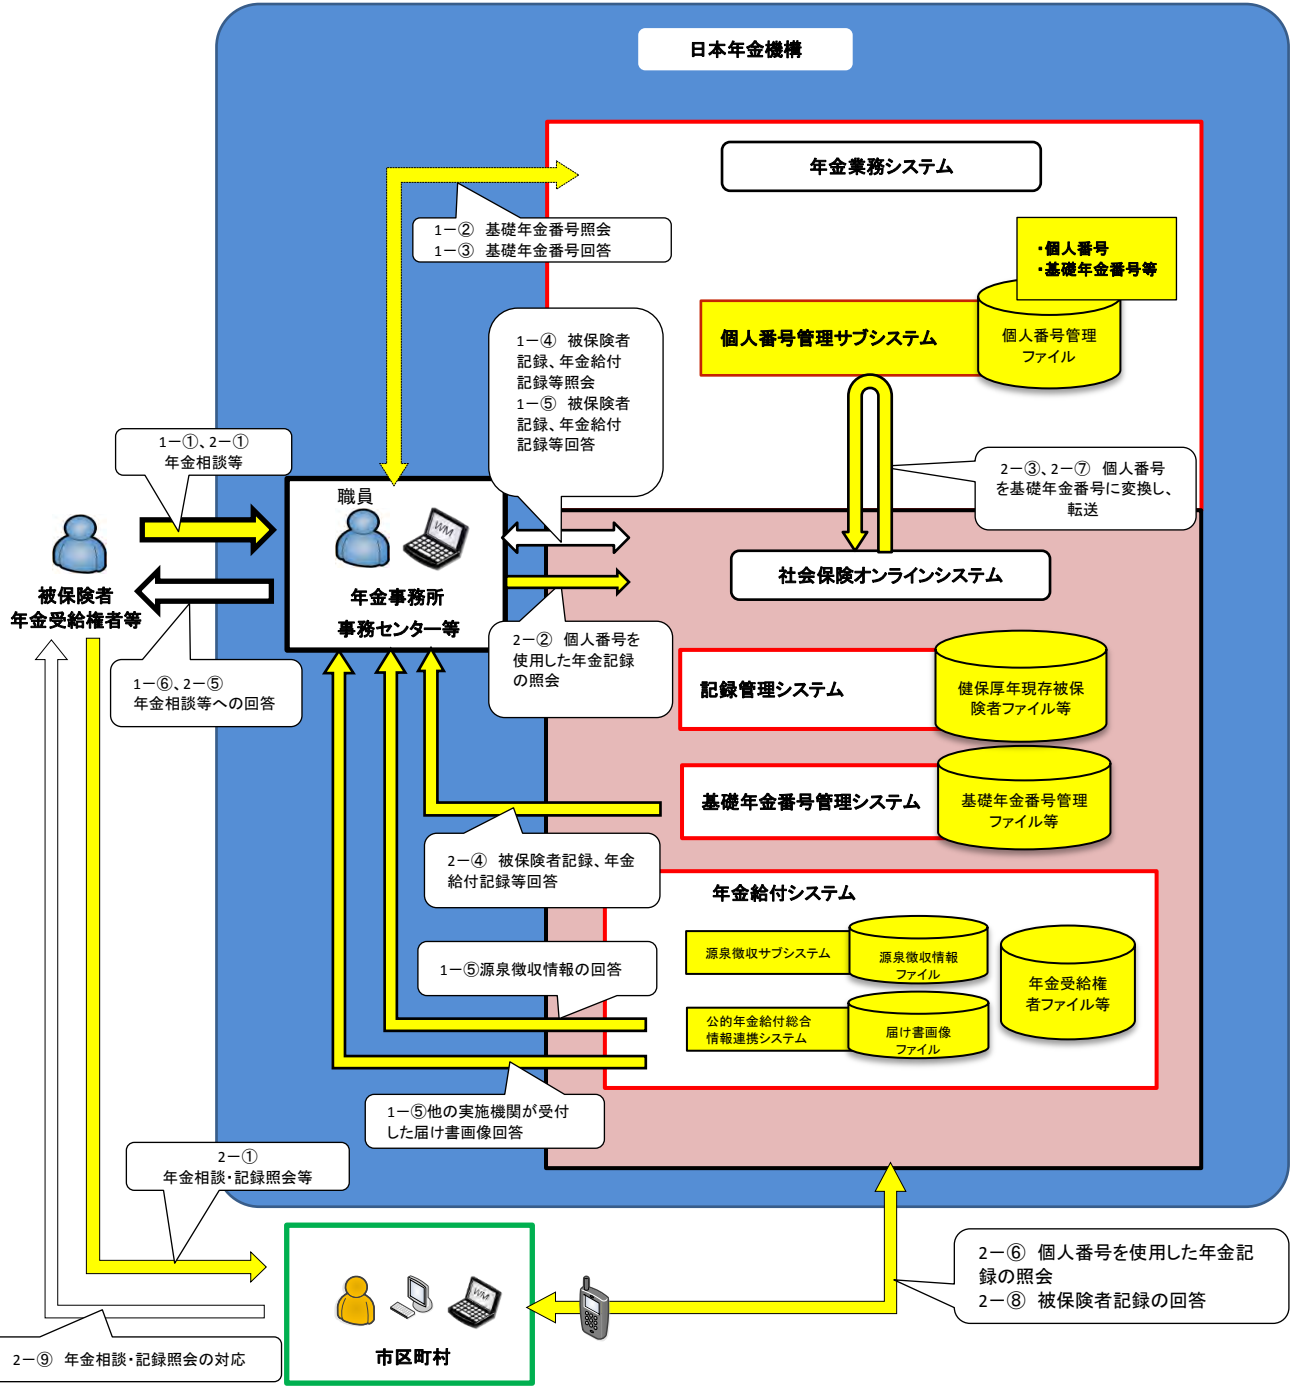 日本年金機構
年金業務システム
1ー② 基礎年金番号照会
1ー③ 基礎年金番号回答
・個人番号
・基礎年金番号等
個人番号管理サブシステム
個人番号管理
ファイル
1ー④ 被保険者
記録、年金給付
記録等照会
1ー⑤ 被保険者
記録、年金給付
記録等回答
1ー①、2ー①
年金相談等
2ー③、2ー⑦ 個人番号
を基礎年金番号に変換し、
転送
職員
WM
年金事務所
事務センター等
被保険者
年金受給権者等
社会保険オンラインシステム
2ー② 個人番号を
使用した年金記録
の照会
1ー⑥、2ー⑤
年金相談等への回答
記録管理システム
健保厚年現存被保
険者ファイル等
基礎年金番号管理システム
基礎年金番号管理
ファイル等
2ー④ 被保険者記録、年金
給付記録等回答
年金給付システム
源泉徴収サブシステム
源泉徴収情報
ファイル
年金受給権
者ファイル等
1ー⑤源泉徴収情報の回答
公的年金給付総合
情報連携システム
届け書画像
ファイル
1ー⑤他の実施機関が受付
した届け書画像回答
2ー①
年金相談・記録照会等
2ー⑥ 個人番号を使用した年金記
録の照会
2ー⑧ 被保険者記録の回答
WM
市区町村
2ー⑨ 年金相談・記録照会の対応